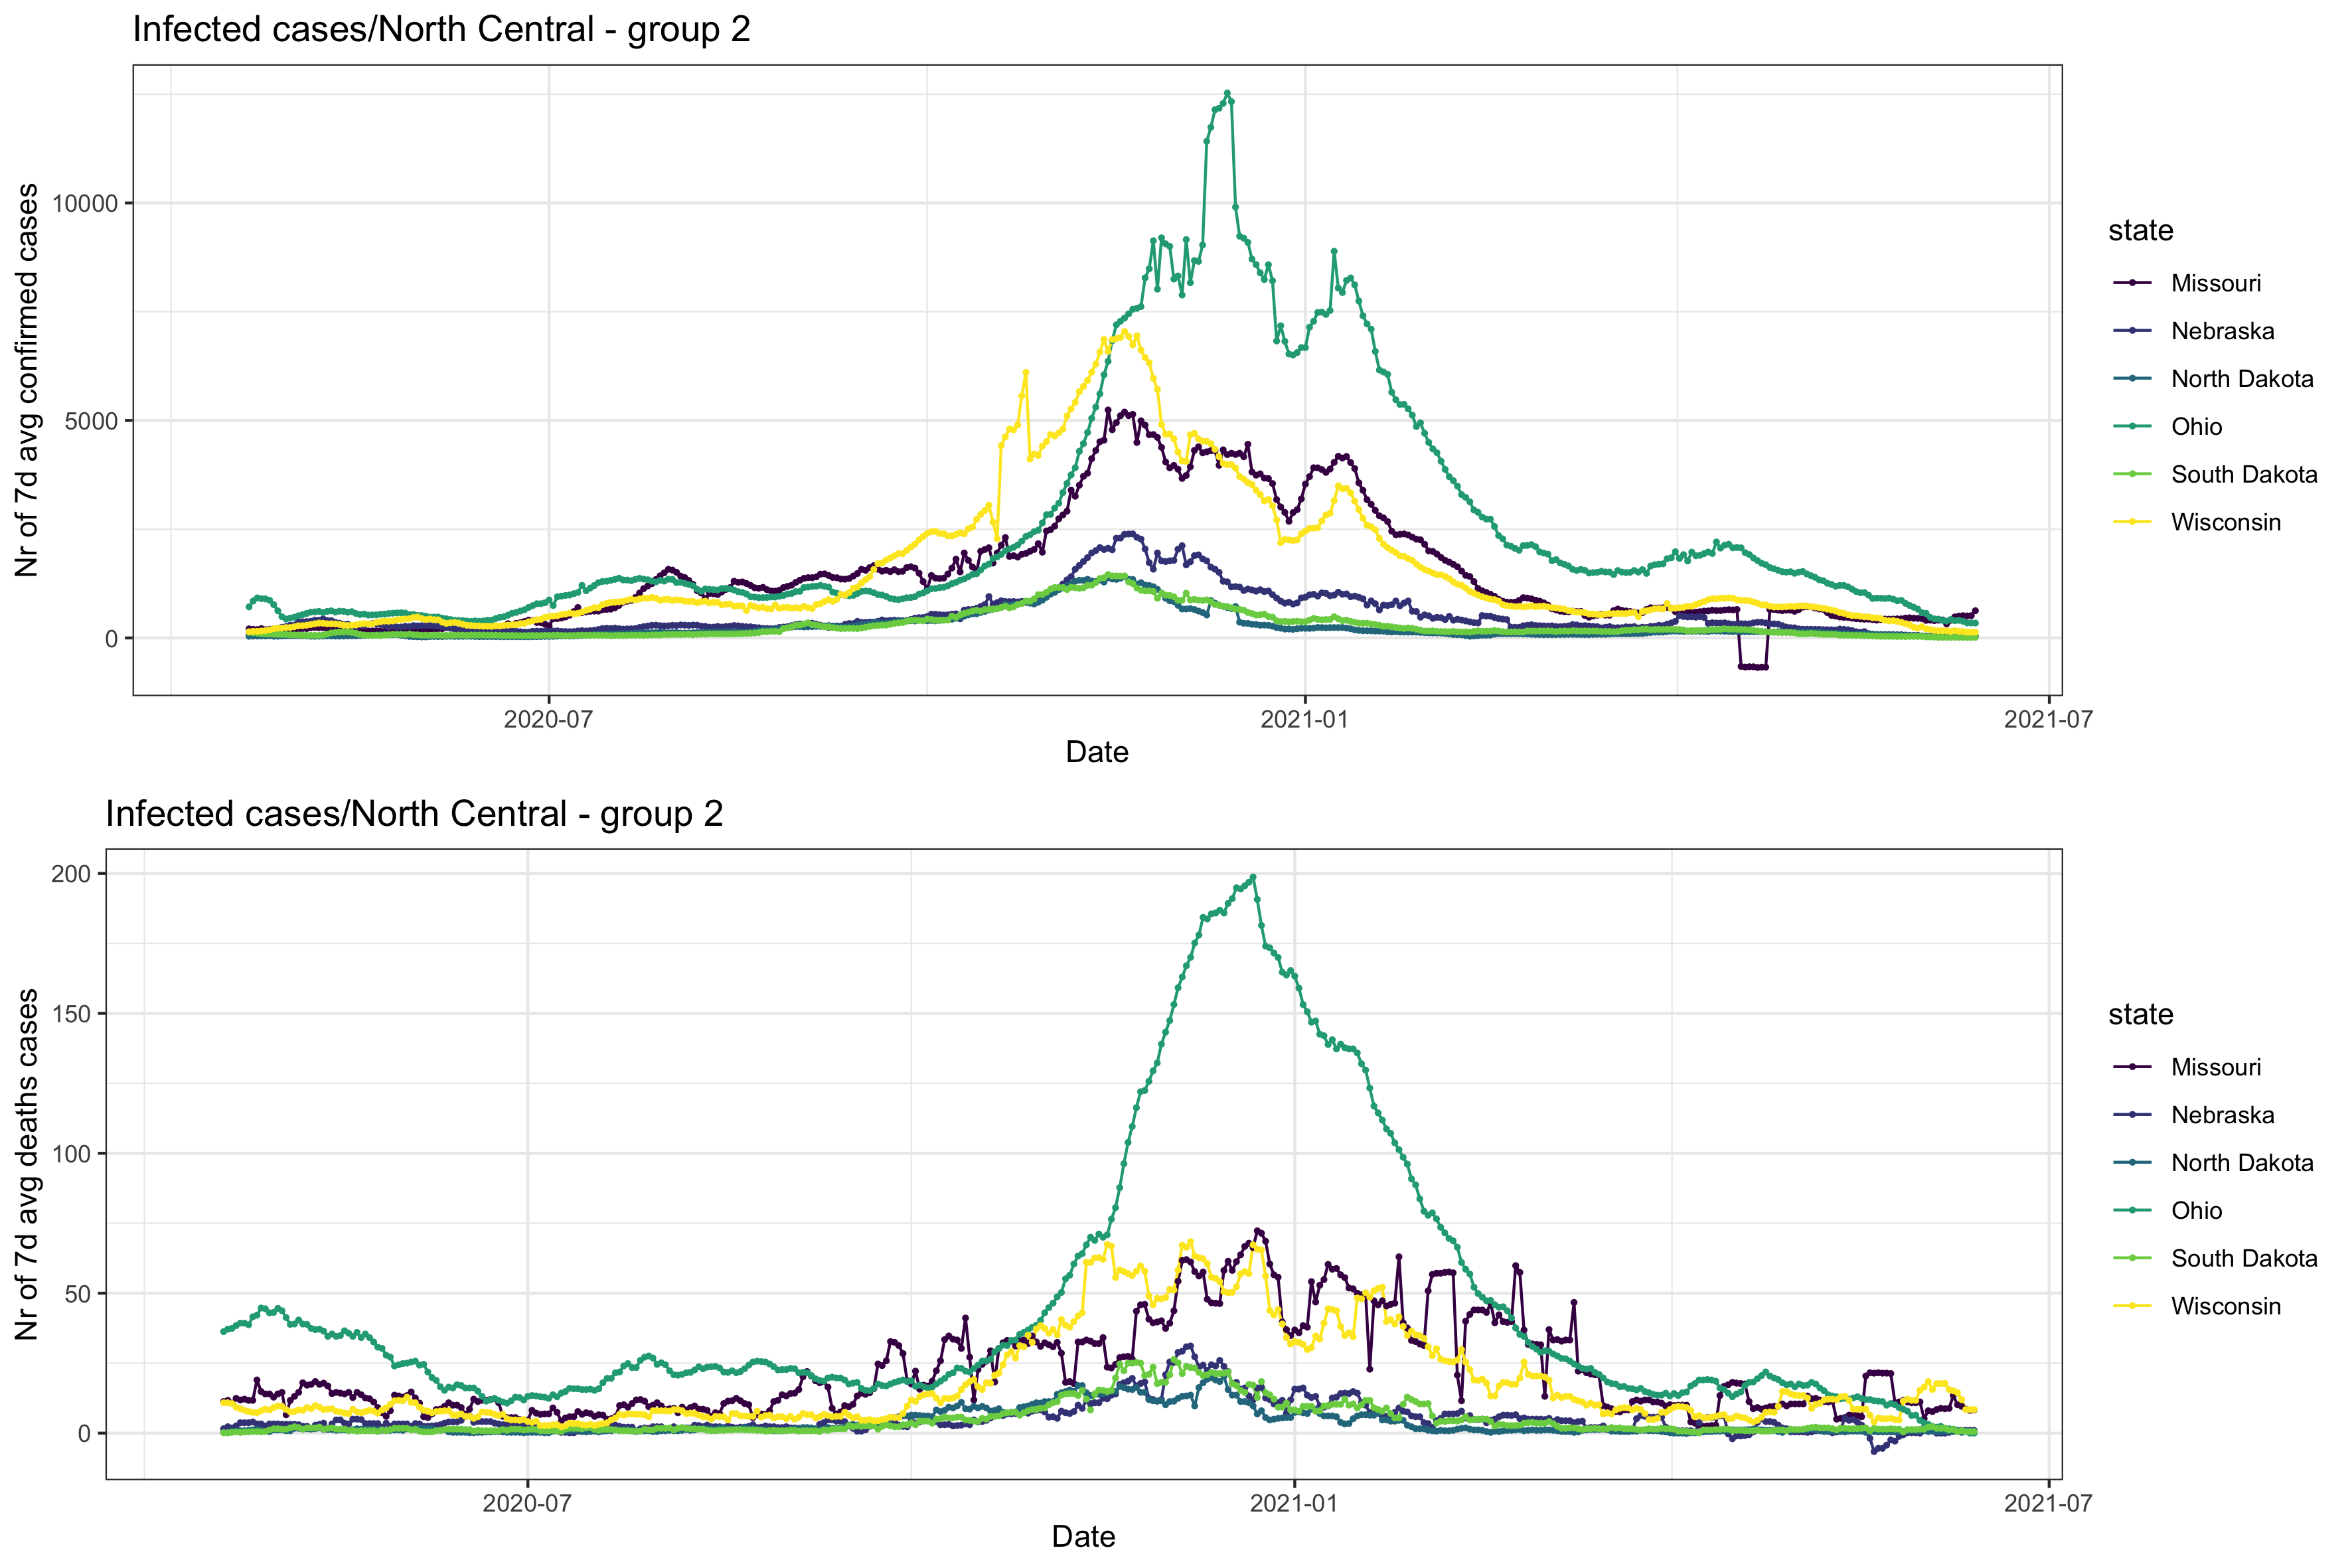 Infected cases/North Central - group 2
Nr of 7d avg confirmed cases
10000
5000
0
2020-07
2021-01
2021-07
Date
state
Missouri
Nebraska
North Dakota
Ohio
South Dakota
Wisconsin
Infected cases/North Central - group 2
Nr of 7d avg deaths cases
200
150
100
50
0
2020-07
2021-01
2021-07
Date
state
Missouri
Nebraska
North Dakota
Ohio
South Dakota
Wisconsin